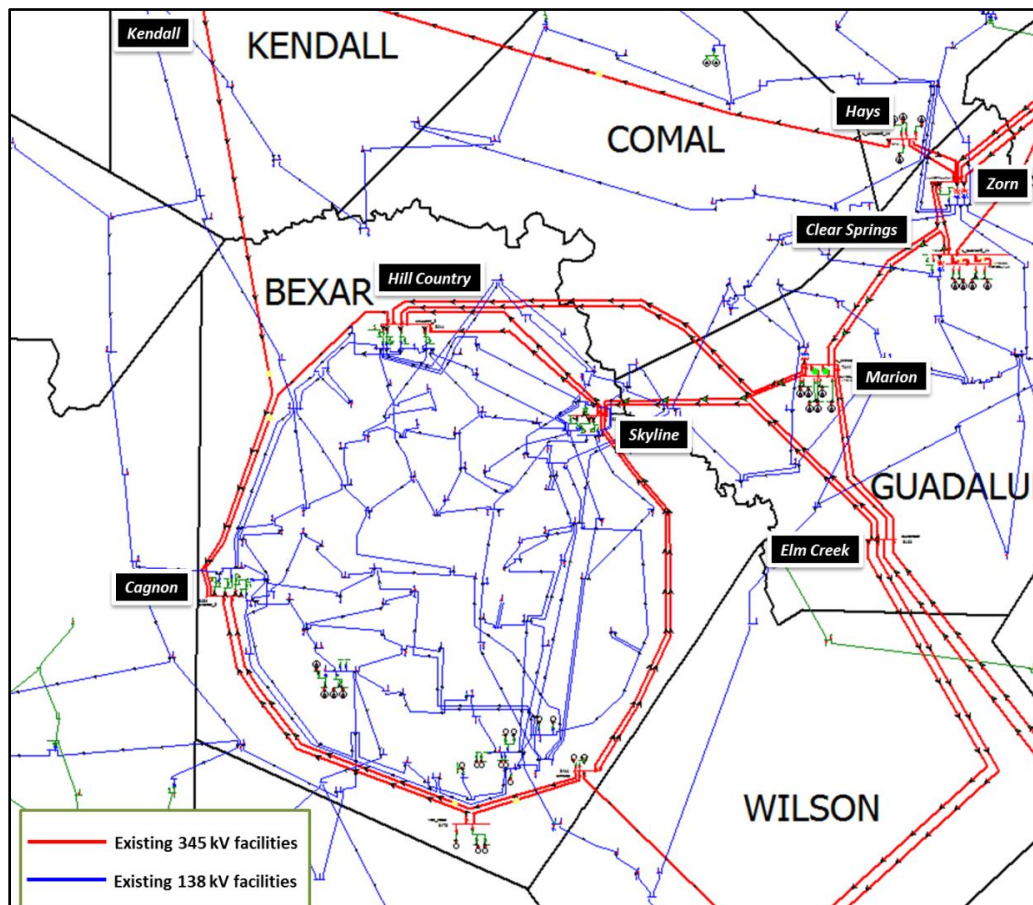 Kendall
KENDALL
Hays
COMAL
Zorn
Clear Springs
Hill Country
BEXAR
Marion
Skyline
GUADALU
Elm Creek
Cagnon
WILSON
Existing 345 kV facilities
Existing 138 kV facilities